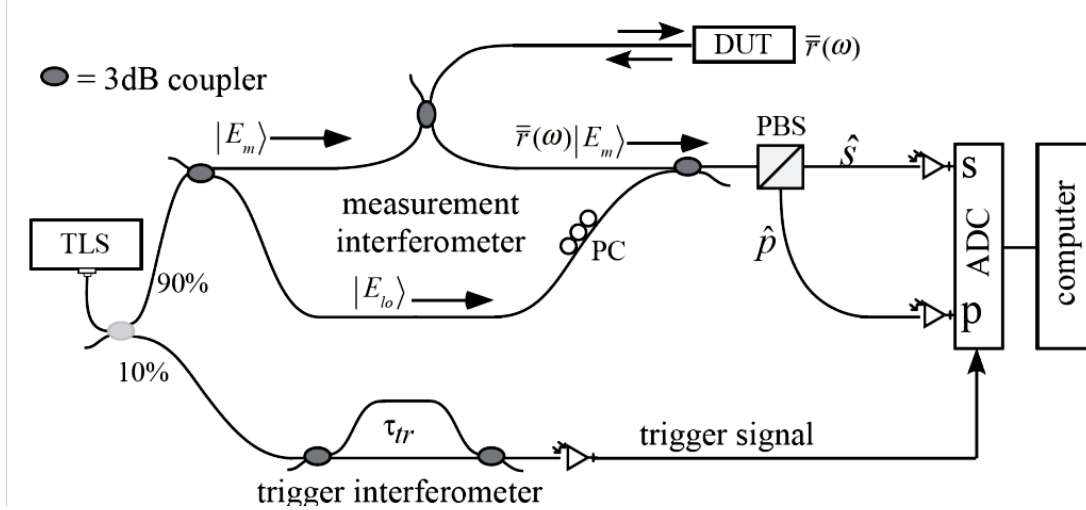 DUT
r̿(ω)
= 3dB coupler
|E_m⟩
r̿(ω)|E_m⟩
PBS
ŝ
s
measurement
interferometer
PC
TLS
90%
p̂
ADC
computer
|E_lo⟩
p
10%
τ_tr
trigger signal
trigger interferometer